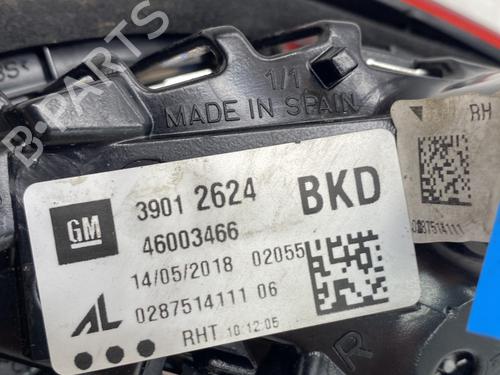 B-PARTS
1/1
MADE IN SPAIN
RH
0287514111
GM
3901 2624
BKD
46003466
14/05/2018 02055
AL
0287514111 06
RHT 10:12:05
R